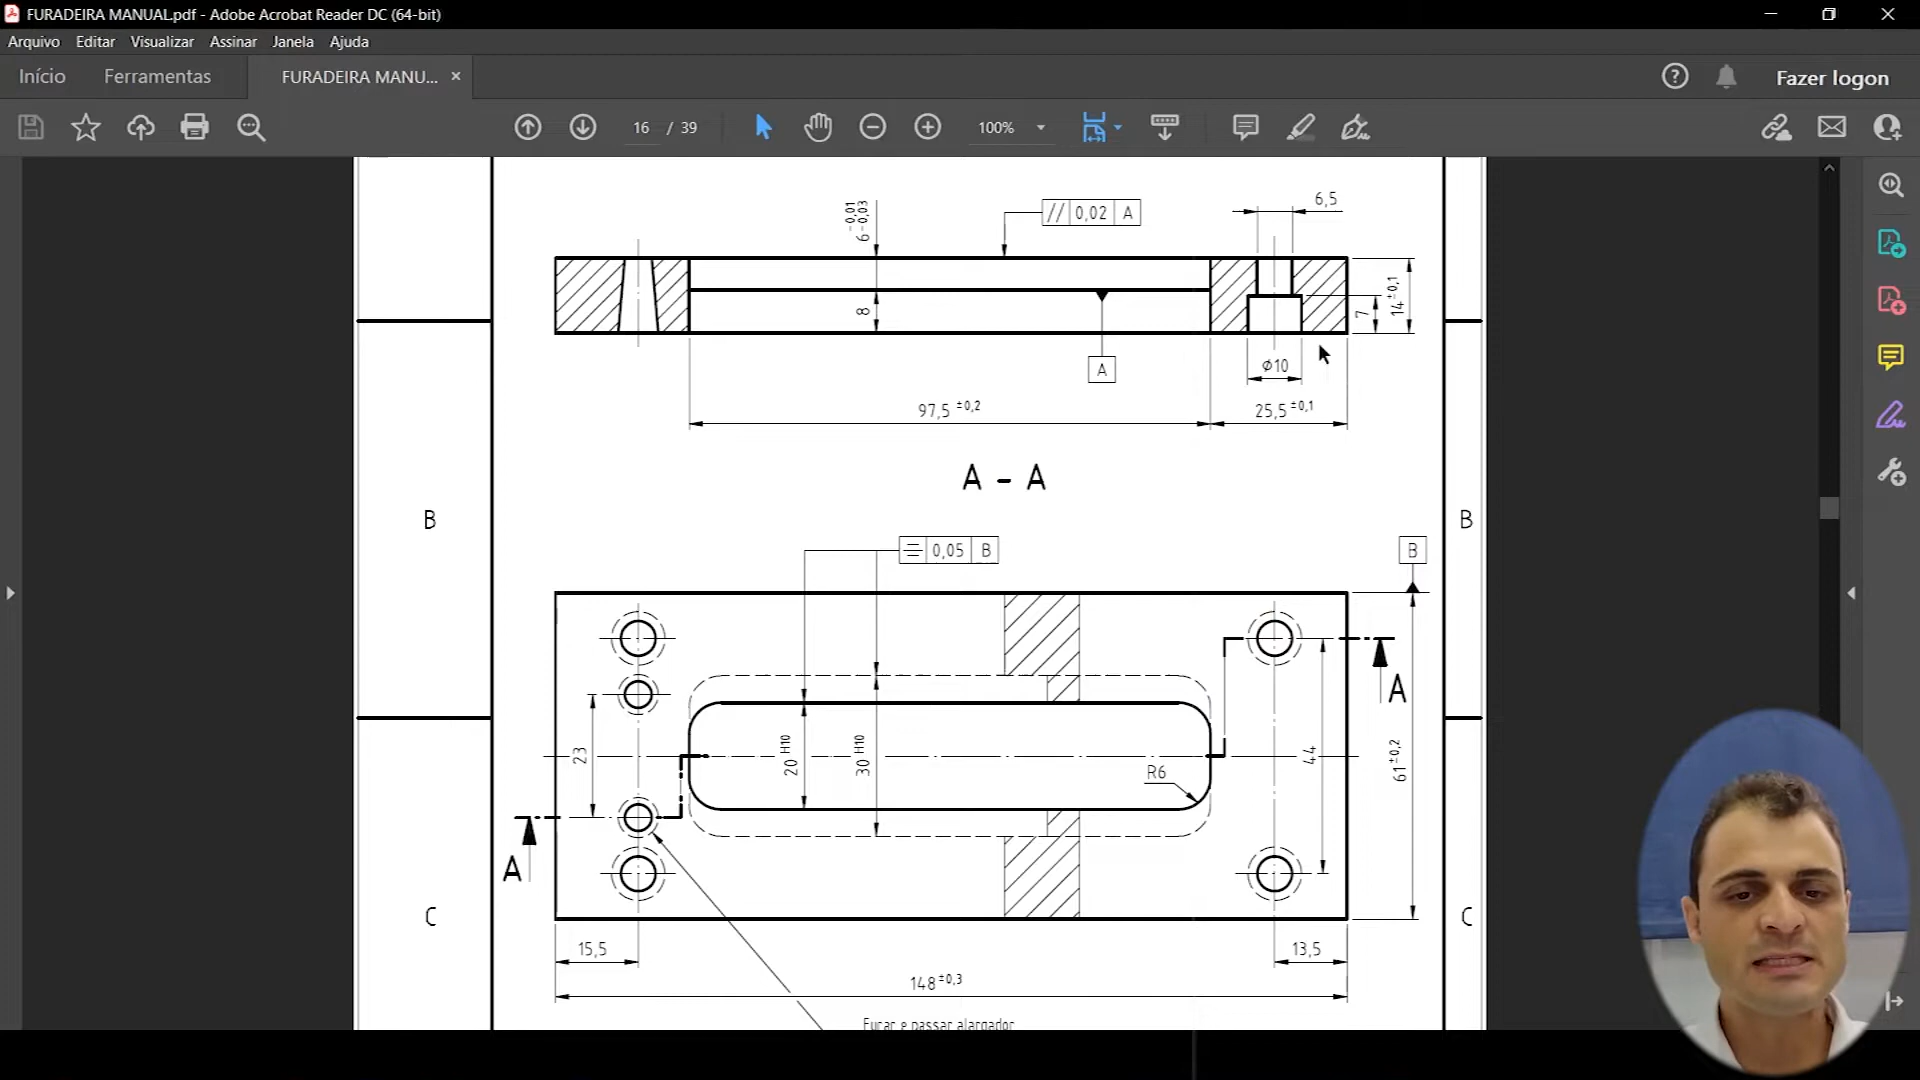 FURADEIRA MANUAL.pdf - Adobe Acrobat Reader DC (64-bit)
Arquivo Editar Visualizar Assinar Janela Ajuda
Início Ferramentas FURADEIRA MANU... × Fazer logon
16 / 39 100%
6 -0,01 -0,03
// 0,02 A
6,5
8
7
14 ±0,1
A
Ø10
97,5 ±0,2
25,5 ±0,1
A - A
B
B
0,05 B
B
A
23
20 H10
30 H10
R6
44
61 ±0,2
A
C
C
15,5
13,5
148 ±0,3
Furar e passar alargador